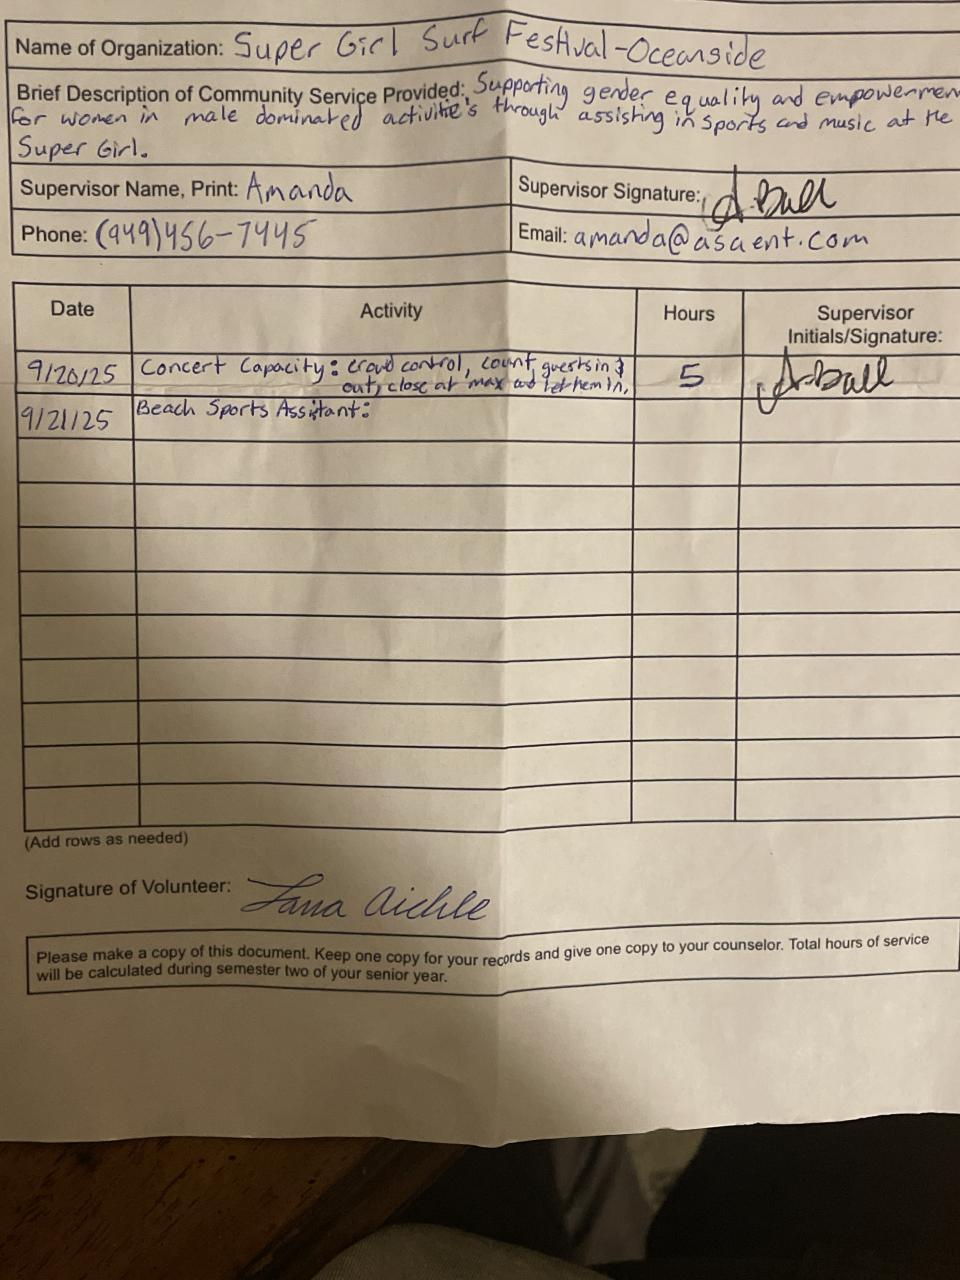 Name of Organization: Super Girl Surf Festival-Oceanside
Brief Description of Community Service Provided: Supporting gender equality and empowermen
for women in male dominated activitie's through assisting in sports and music at the
Super Girl.
Supervisor Name, Print: Amanda
Supervisor Signature: A. Ball
Phone: (949)456-7445
Email: amanda@asaent.com
Date Activity Hours Supervisor
Initials/Signature:
9/20/25 Concert Capacity: crowd control, count guests in &
out, close at max and let them in. 5 A. Ball
9/21/25 Beach Sports Assitant:
(Add rows as needed)
Signature of Volunteer: Lana Aichle
Please make a copy of this document. Keep one copy for your records and give one copy to your counselor. Total hours of service
will be calculated during semester two of your senior year.